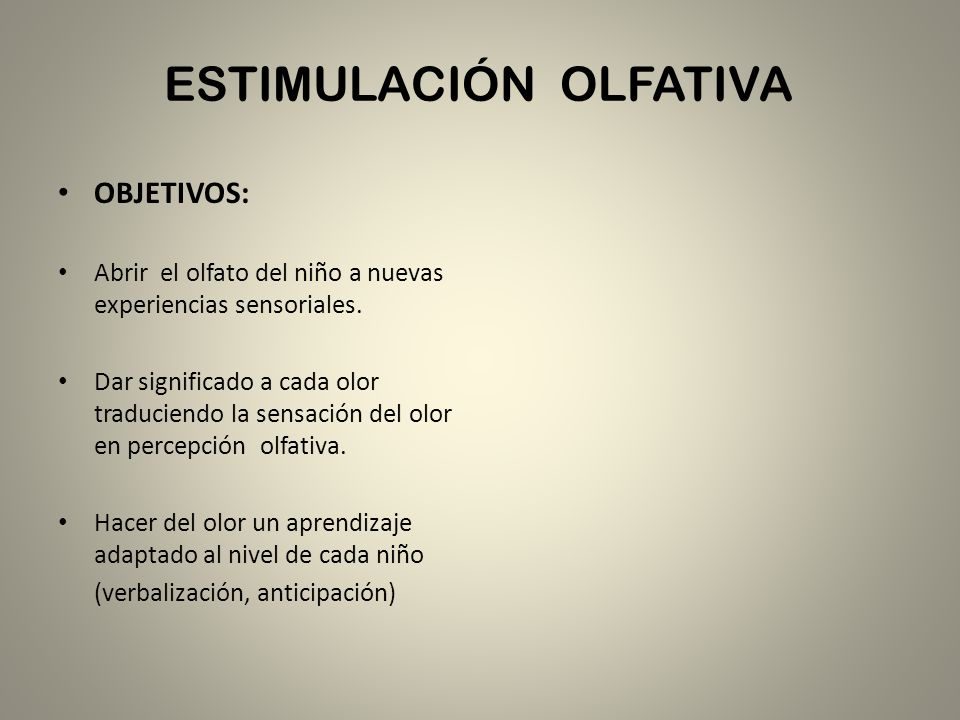 ESTIMULACIÓN OLFATIVA
• OBJETIVOS:
• Abrir el olfato del niño a nuevas
experiencias sensoriales.
• Dar significado a cada olor
traduciendo la sensación del olor
en percepción olfativa.
• Hacer del olor un aprendizaje
adaptado al nivel de cada niño
(verbalización, anticipación)